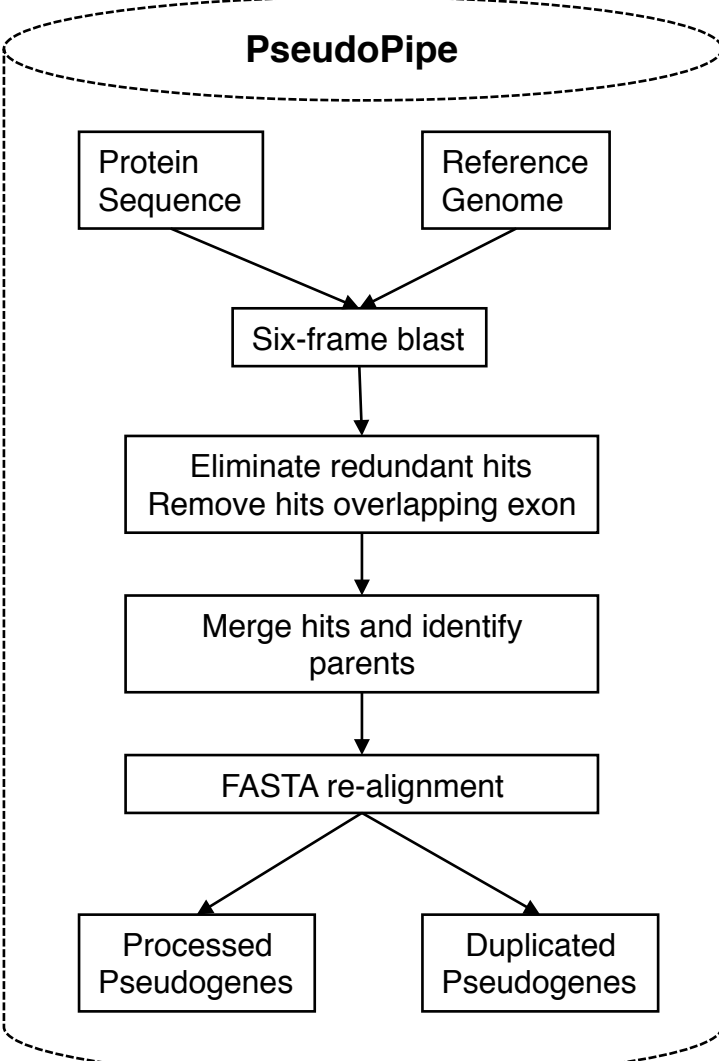 PseudoPipe
Protein
Sequence
Reference
Genome
Six-frame blast
Eliminate redundant hits
Remove hits overlapping exon
Merge hits and identify
parents
FASTA re-alignment
Processed
Pseudogenes
Duplicated
Pseudogenes